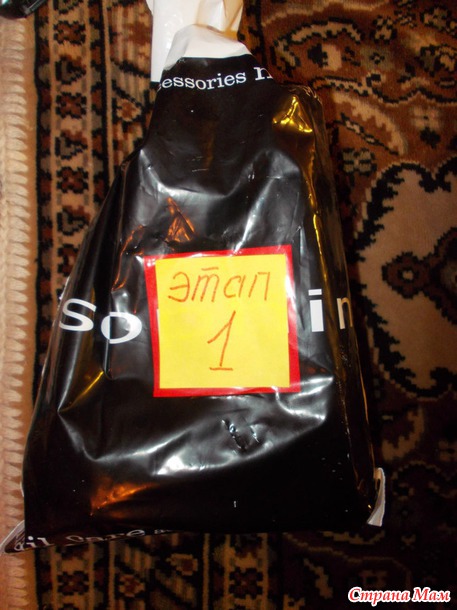 essories
этап
so in
1
Страна Мам